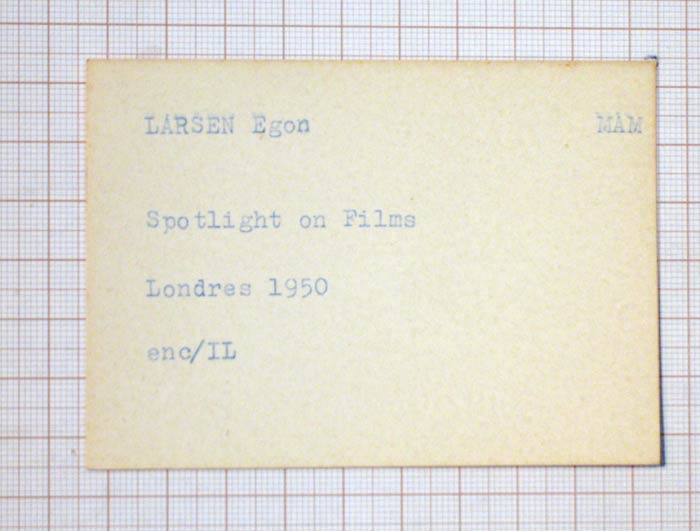 LARSEN Egon MAM
Spotlight on Films
Londres 1950
enc/IL